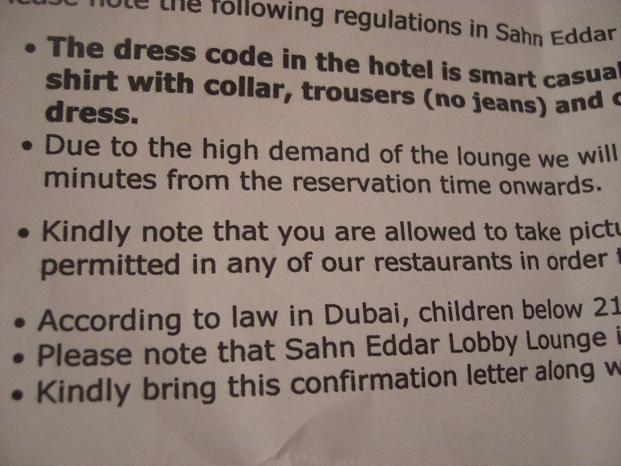 note the following regulations in Sahn Eddar
• The dress code in the hotel is smart casual
shirt with collar, trousers (no jeans) and
dress.
• Due to the high demand of the lounge we will
minutes from the reservation time onwards.
• Kindly note that you are allowed to take
permitted in any of our restaurants in order
• According to law in Dubai, children below 21
• Please note that Sahn Eddar Lobby Lounge
• Kindly bring this confirmation letter along